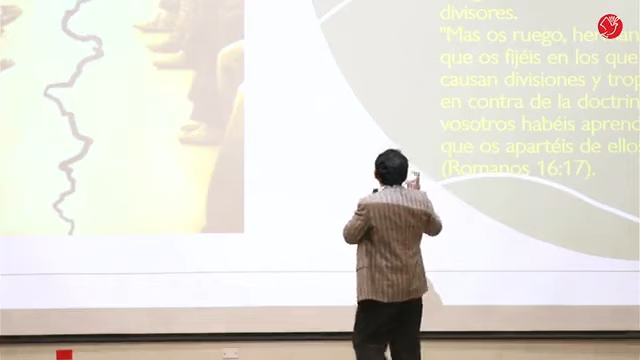 divisores.
"Mas os ruego,
que os fijéis en los que
causan divisiones y
en contra de la
vosotros habéis
que os apartéis de
(Romanos 16:17).